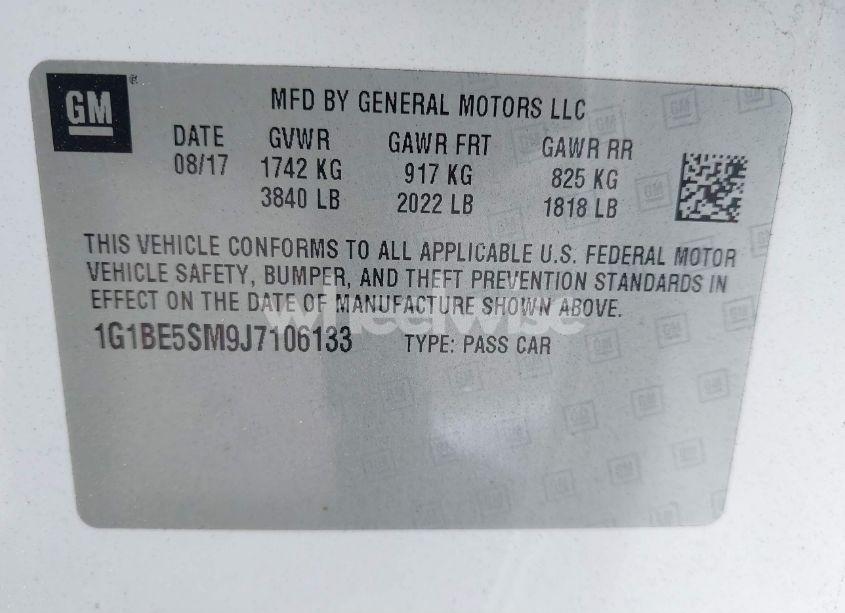 GM ®
MFD BY GENERAL MOTORS LLC
DATE GVWR GAWR FRT GAWR RR
08/17 1742 KG 917 KG 825 KG
3840 LB 2022 LB 1818 LB
THIS VEHICLE CONFORMS TO ALL APPLICABLE U.S. FEDERAL MOTOR
VEHICLE SAFETY, BUMPER, AND THEFT PREVENTION STANDARDS IN
EFFECT ON THE DATE OF MANUFACTURE SHOWN ABOVE.
wheelwise
1G1BE5SM9J7106133 TYPE: PASS CAR